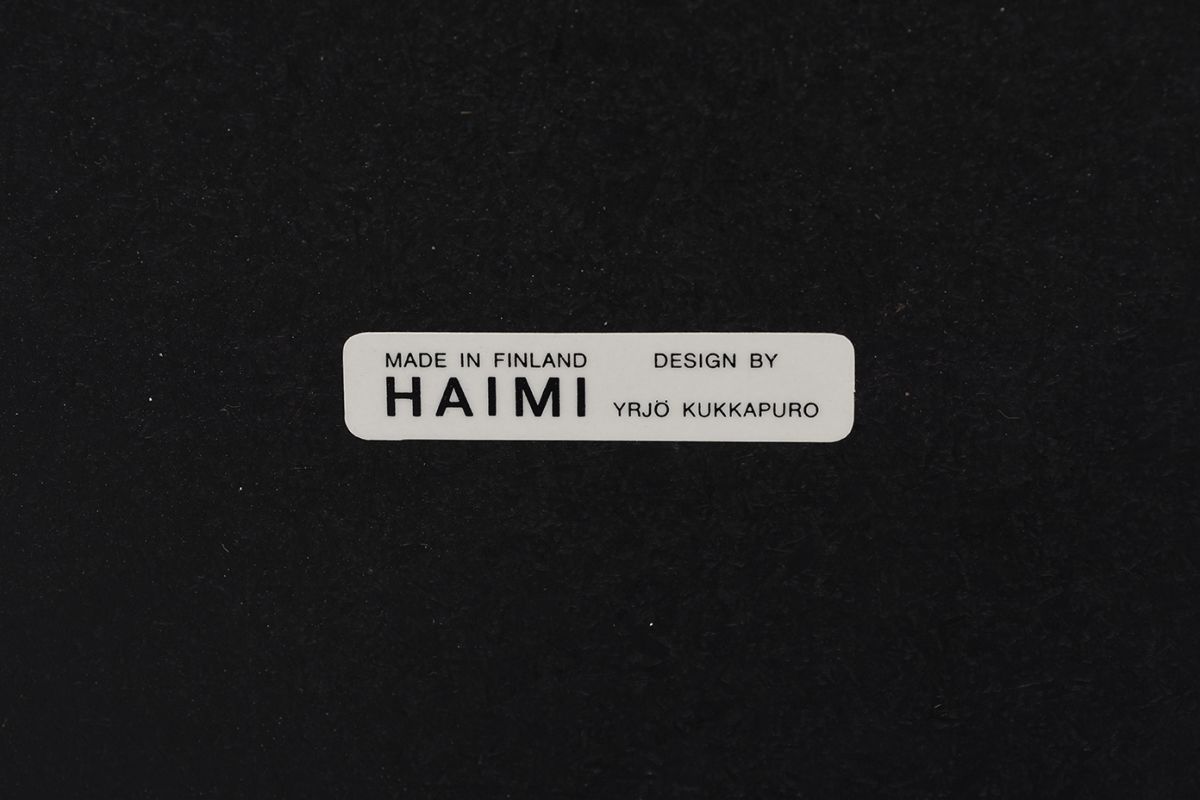 MADE IN FINLAND
HAIMI
DESIGN BY
YRJÖ KUKKAPURO